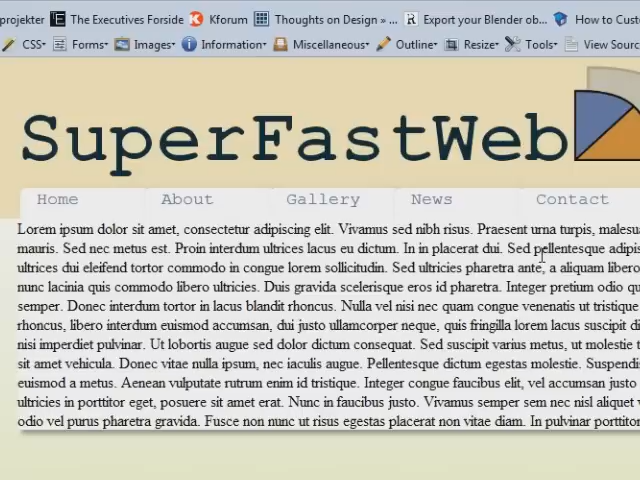 projekter The Executives Forside Kforum Thoughts on Design » ... Export your Blender ob... How to Custo
CSS Forms Images Information Miscellaneous Outline Resize Tools View Sourc
SuperFastWeb
Home About Gallery News Contact
Lorem ipsum dolor sit amet, consectetur adipiscing elit. Vivamus sed nibh risus. Praesent urna turpis, malesua
mauris. Sed nec metus est. Proin interdum ultrices lacus eu dictum. In in placerat dui. Sed pellentesque adipis
ultrices dui eleifend tortor commodo in congue lorem sollicitudin. Sed ultricies pharetra ante, a aliquam libero
nunc lacinia quis commodo libero ultricies. Duis gravida scelerisque eros id pharetra. Integer pretium odio qu
semper. Donec interdum tortor in lacus blandit rhoncus. Nulla vel nisi nec quam congue venenatis ut tristique
rhoncus, libero interdum euismod accumsan, dui justo ullamcorper neque, quis fringilla lorem lacus suscipit di
nisi imperdiet pulvinar. Ut lobortis augue sed dolor dictum consequat. Sed suscipit varius metus, ut molestie t
sit amet vehicula. Donec vitae nulla ipsum, nec iaculis augue. Pellentesque dictum egestas molestie. Suspendis
euismod a metus. Aenean vulputate rutrum enim id tristique. Integer congue faucibus elit, vel accumsan justo
ultricies in porttitor eget, posuere sit amet erat. Nunc in faucibus justo. Vivamus semper sem nec nisl aliquet v
odio vel purus pharetra gravida. Fusce non nunc ut risus egestas placerat non vitae diam. In pulvinar porttitor